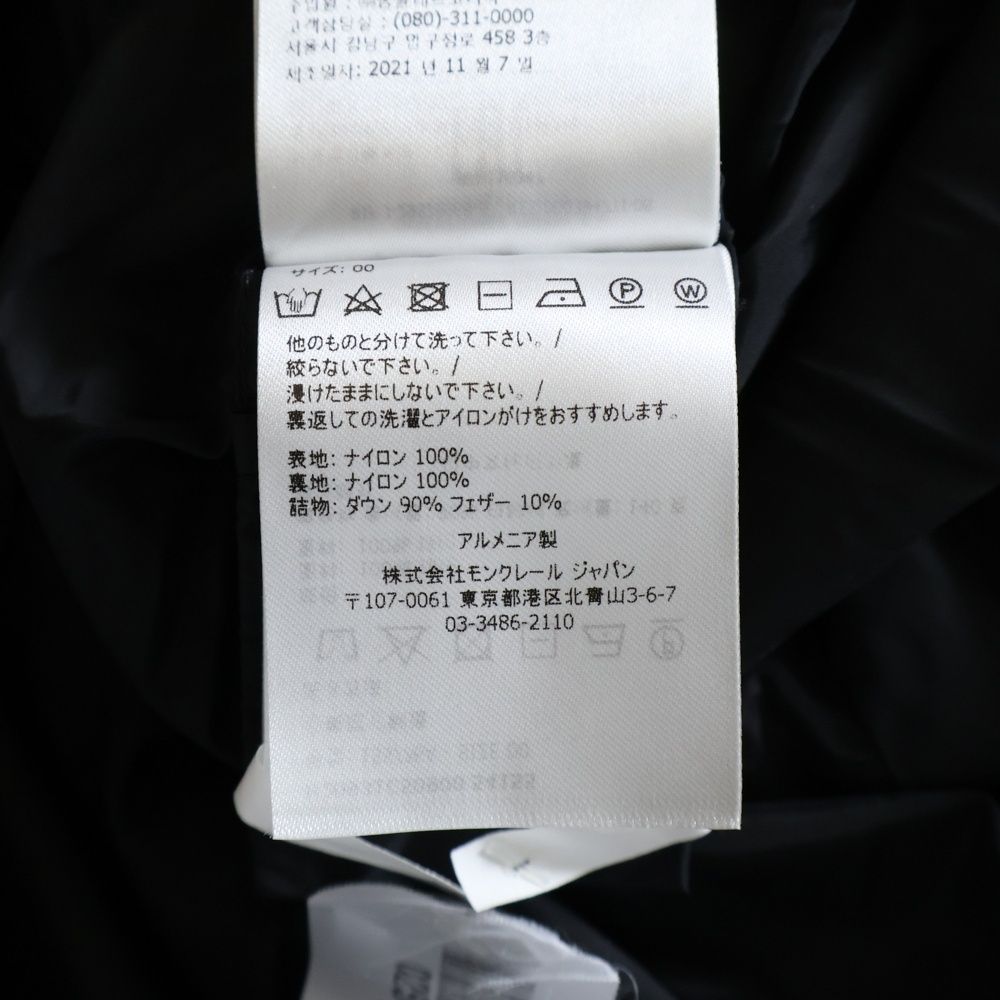 고객상담실 : (080)-311-0000
서울시 강남구 압구정로 458 3층
제조일자: 2021 년 11 월 7 일
サイズ: 00
P W
他のものと分けて洗って下さい。/
絞らないで下さい。/
浸けたままにしないで下さい。/
裏返しての洗濯とアイロンがけをおすすめします。
表地: ナイロン 100%
裏地: ナイロン 100%
詰物: ダウン 90% フェザー 10%
アルメニア製
株式会社モンクレール ジャパン
〒107-0061 東京都港区北青山3-6-7
03-3486-2110